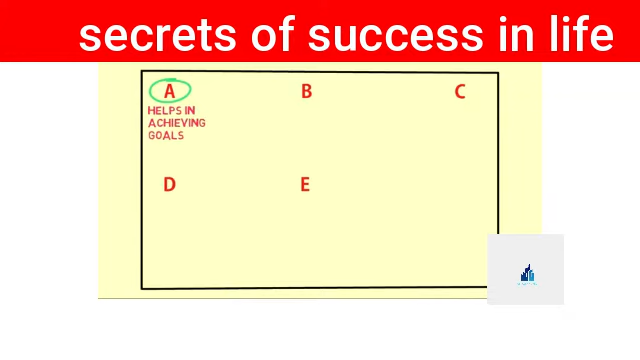 secrets of success in life
A B C
HELPS IN
ACHIEVING
GOALS
D E